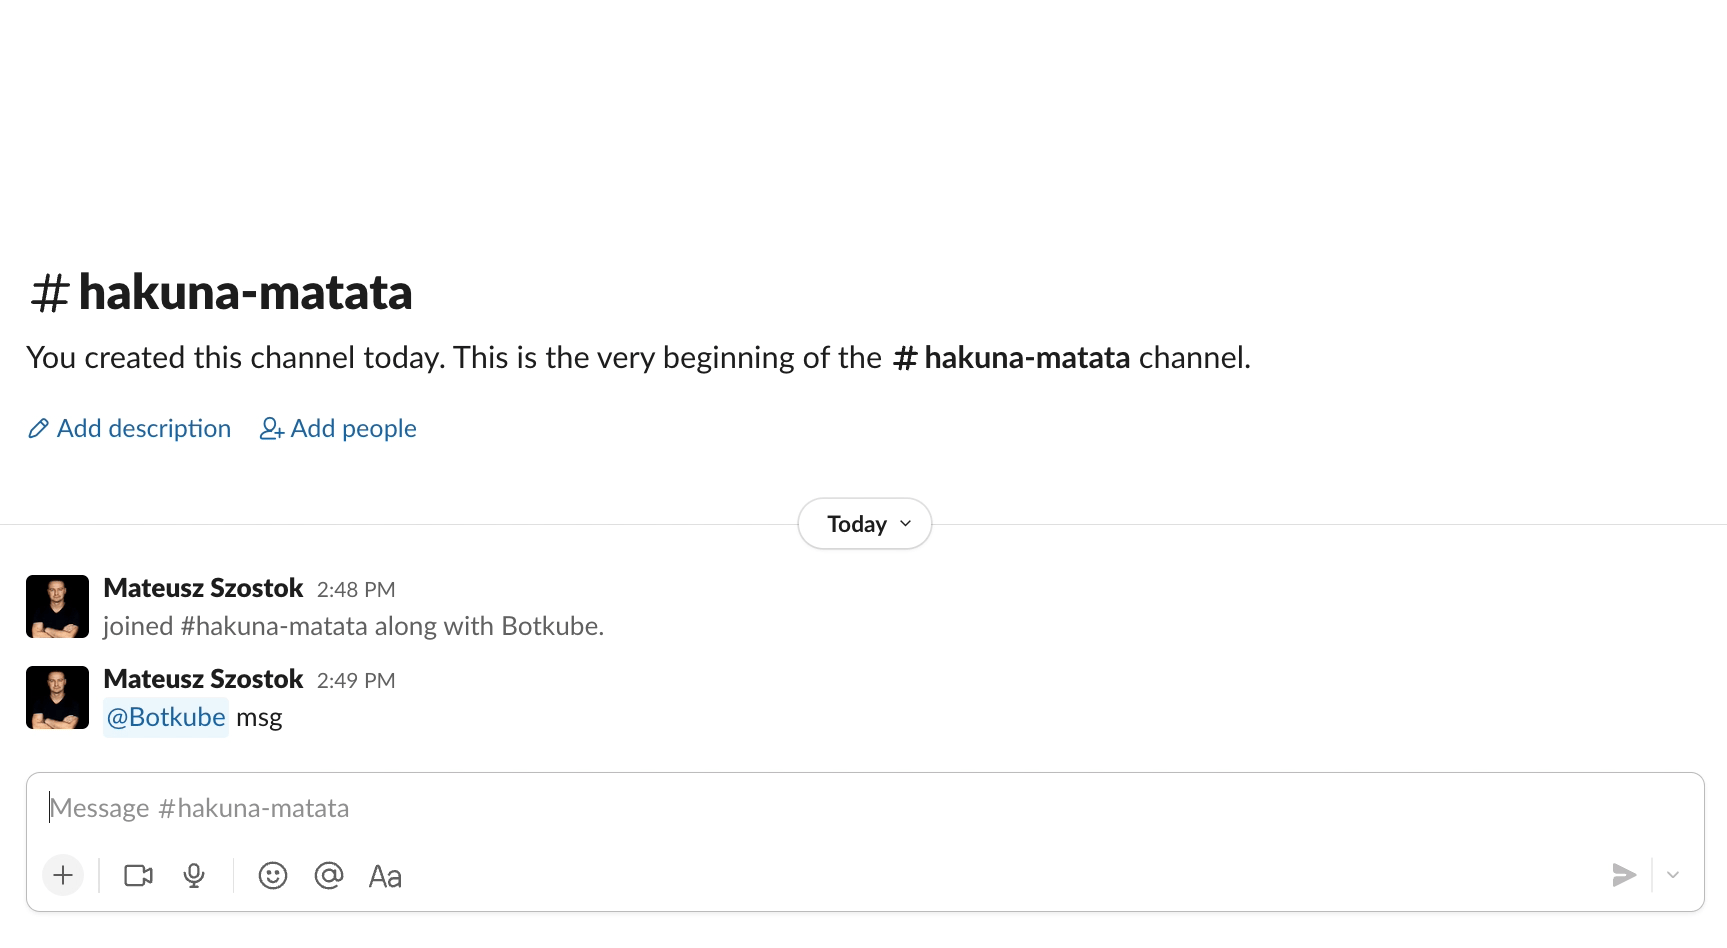 # hakuna-matata
You created this channel today. This is the very beginning of the # hakuna-matata channel.
Add description Add people
Today
Mateusz Szostok 2:48 PM
joined #hakuna-matata along with Botkube.
Mateusz Szostok 2:49 PM
@Botkube msg
Message #hakuna-matata
Aa